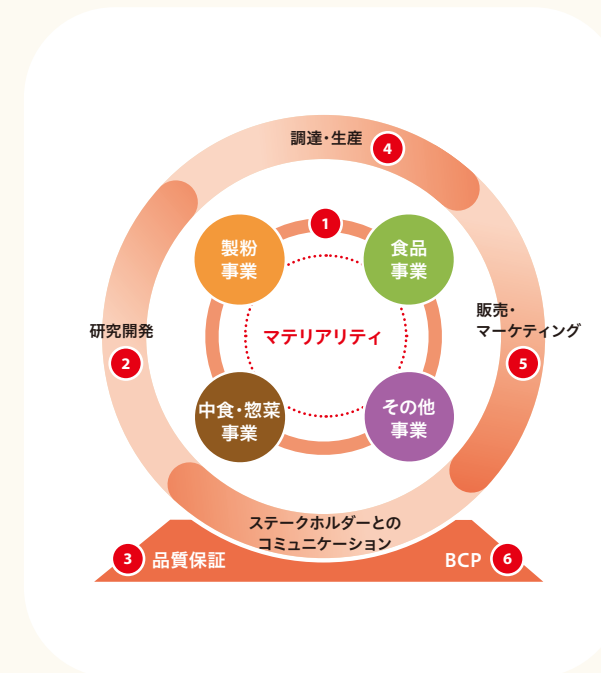 調達・生産
4
1
製粉
事業
食品
事業
販売・
マーケティング
5
研究開発
2
マテリアリティ
中食・惣菜
事業
その他
事業
ステークホルダーとの
コミュニケーション
3 品質保証
BCP 6